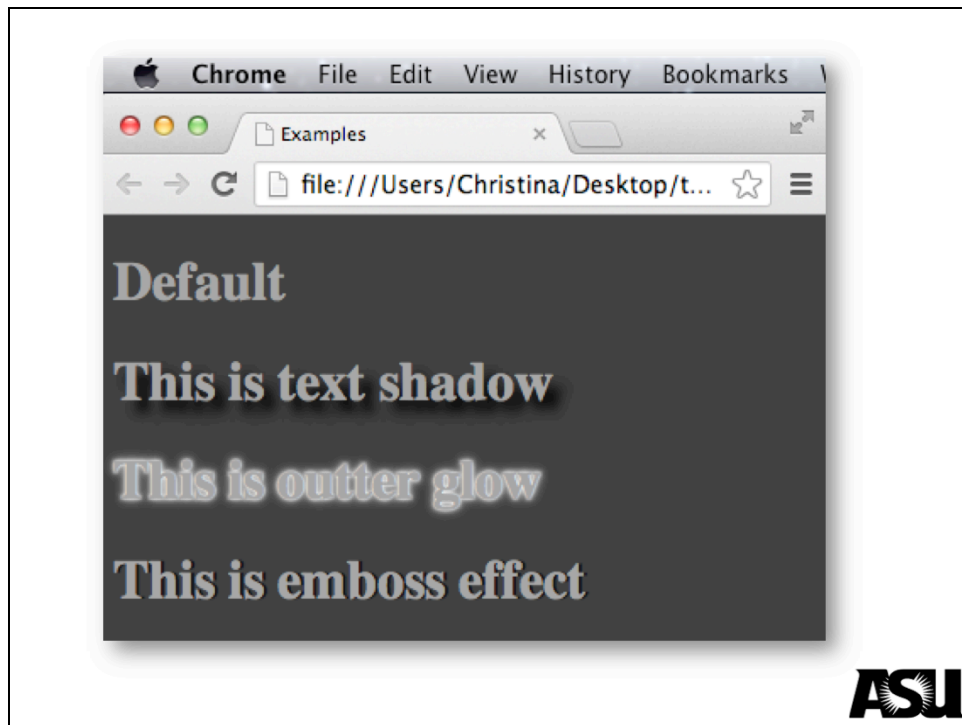 Chrome File Edit View History Bookmarks
Examples
file:///Users/Christina/Desktop/t...
Default
This is text shadow
This is outter glow
This is emboss effect
ASU